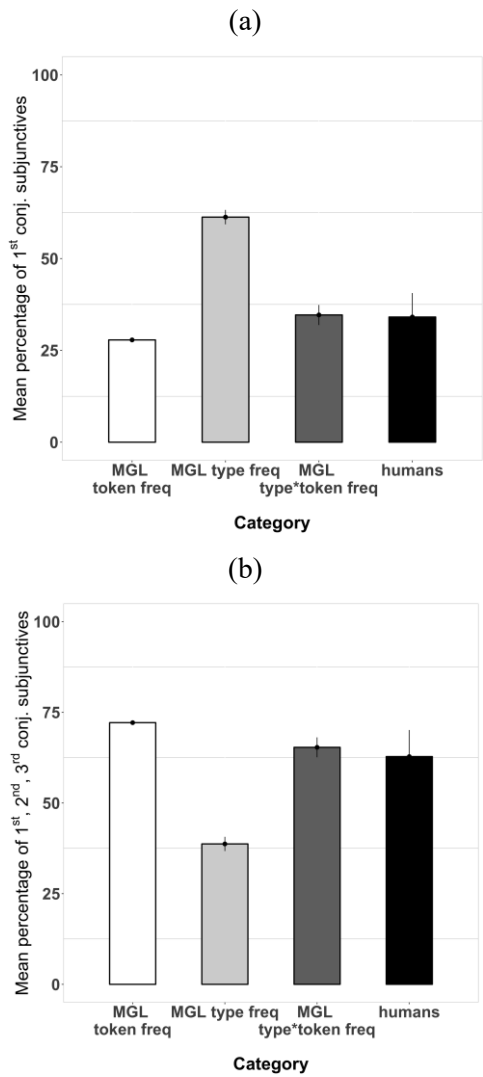 (a)
Mean percentage of 1st conj. subjunctives
100
75
50
25
0
MGL token freq
MGL type freq
MGL type*token freq
humans
Category
(b)
Mean percentage of 1st, 2nd, 3rd conj. subjunctives
100
75
50
25
0
MGL token freq
MGL type freq
MGL type*token freq
humans
Category